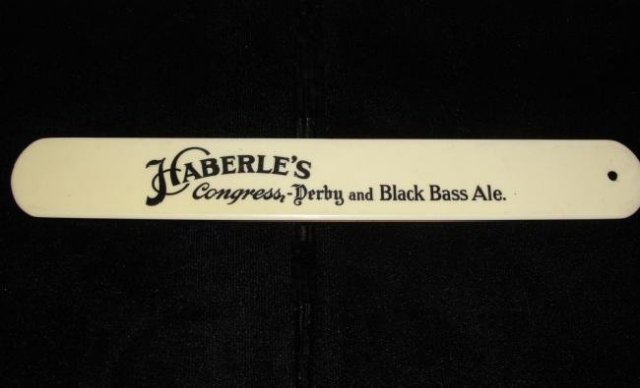 HABERLE'S
Congress,-Derby and Black Bass Ale.